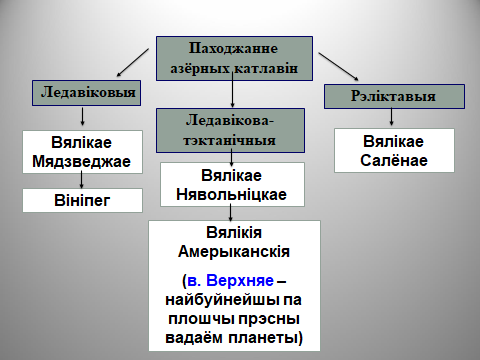 Паходжанне
азёрных катлавін
Ледавіковыя
Ледавікова-
тэктанічныя
Рэліктавыя
Вялікае
Мядзведжае
Вініпег
Вялікае
Нявольніцкае
Вялікія
Амерыканскія
(в. Верхняе –
найбуйнейшы па
плошчы прэсны
вадаём планеты)
Вялікае
Салёнае